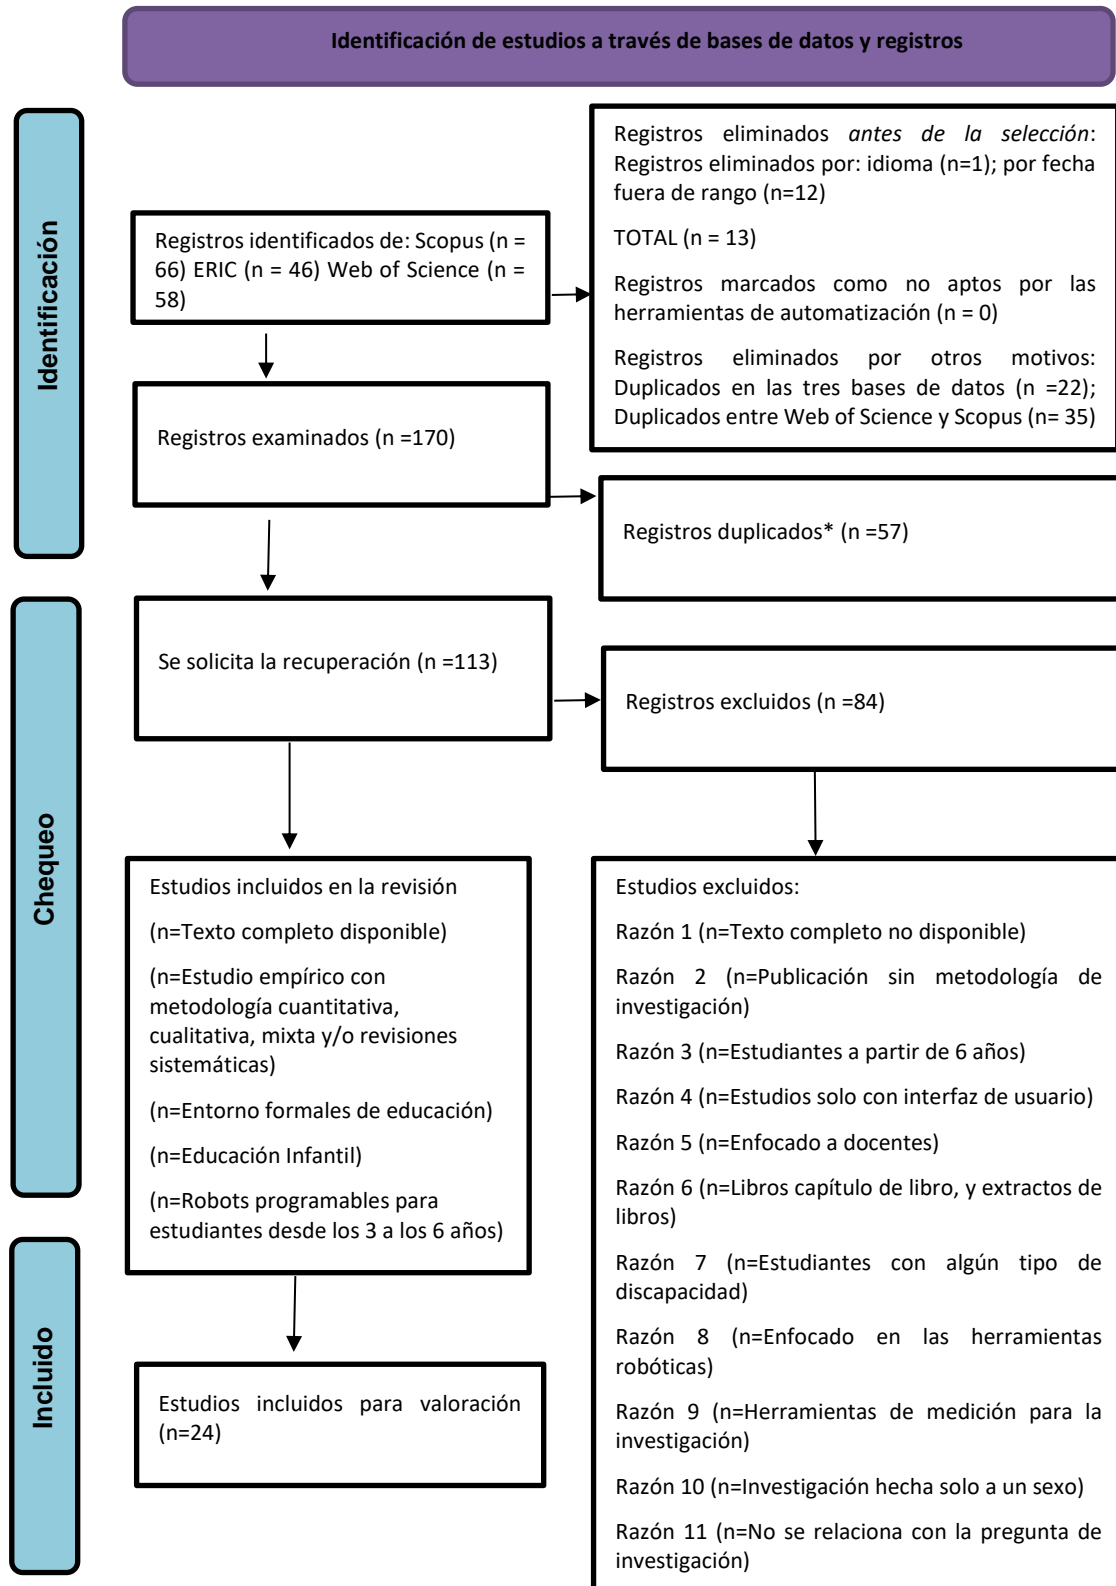 Identificación de estudios a través de bases de datos y registros
Identificación
Registros identificados de: Scopus (n =
66) ERIC (n = 46) Web of Science (n =
58)
Registros eliminados antes de la selección:
Registros eliminados por: idioma (n=1); por fecha
fuera de rango (n=12)
TOTAL (n = 13)
Registros marcados como no aptos por las
herramientas de automatización (n = 0)
Registros eliminados por otros motivos:
Duplicados en las tres bases de datos (n =22);
Duplicados entre Web of Science y Scopus (n= 35)
Registros examinados (n =170)
Registros duplicados* (n =57)
Chequeo
Se solicita la recuperación (n =113)
Registros excluidos (n =84)
Estudios incluidos en la revisión
(n=Texto completo disponible)
(n=Estudio empírico con
metodología cuantitativa,
cualitativa, mixta y/o revisiones
sistemáticas)
(n=Entorno formales de educación)
(n=Educación Infantil)
(n=Robots programables para
estudiantes desde los 3 a los 6 años)
Estudios excluidos:
Razón 1 (n=Texto completo no disponible)
Razón 2 (n=Publicación sin metodología de
investigación)
Razón 3 (n=Estudiantes a partir de 6 años)
Razón 4 (n=Estudios solo con interfaz de usuario)
Razón 5 (n=Enfocado a docentes)
Razón 6 (n=Libros capítulo de libro, y extractos de
libros)
Razón 7 (n=Estudiantes con algún tipo de
discapacidad)
Razón 8 (n=Enfocado en las herramientas
robóticas)
Razón 9 (n=Herramientas de medición para la
investigación)
Razón 10 (n=Investigación hecha solo a un sexo)
Razón 11 (n=No se relaciona con la pregunta de
investigación)
Incluido
Estudios incluidos para valoración
(n=24)